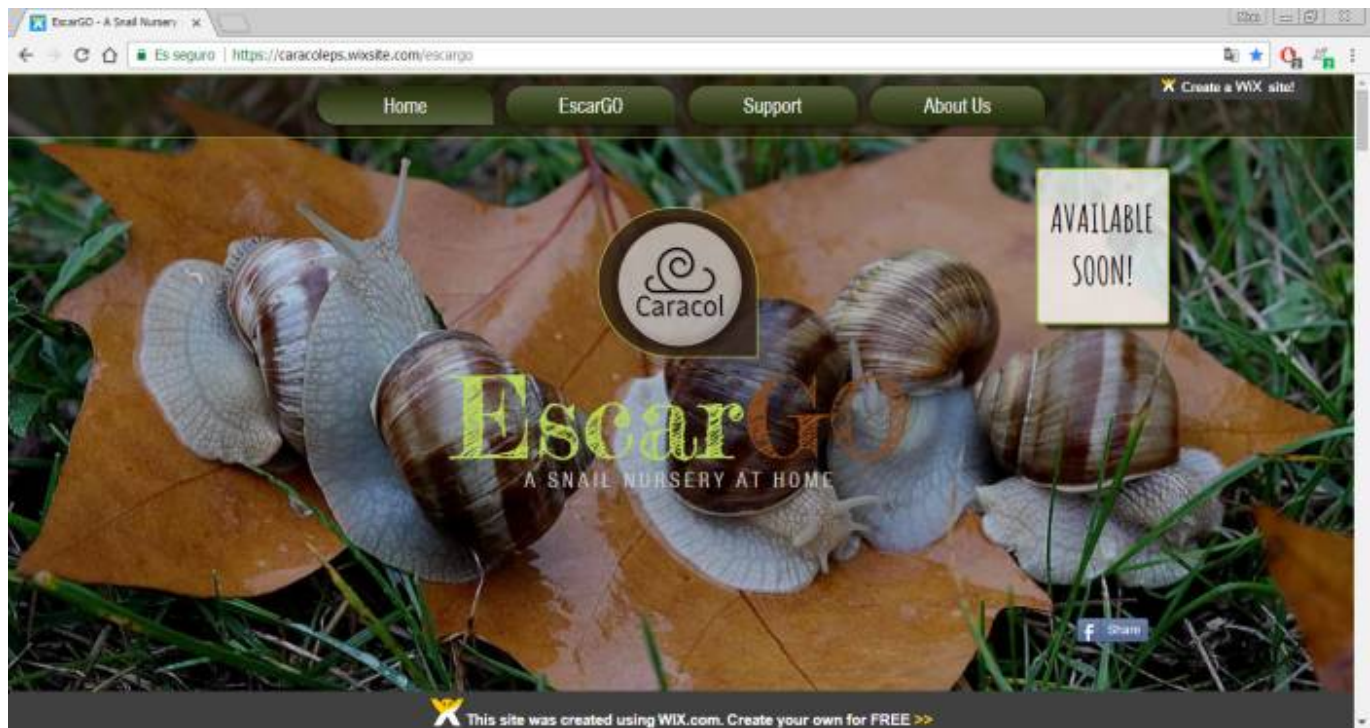 EscarGO - A Snail Nursery
Es seguro | https://caracoleps.wixsite.com/escargo
Home
EscarGO
Support
About Us
Create a WiX site!
AVAILABLE
SOON!
Caracol
EscarGO
A SNAIL NURSERY AT HOME
f Share
This site was created using WIX.com. Create your own for FREE >>